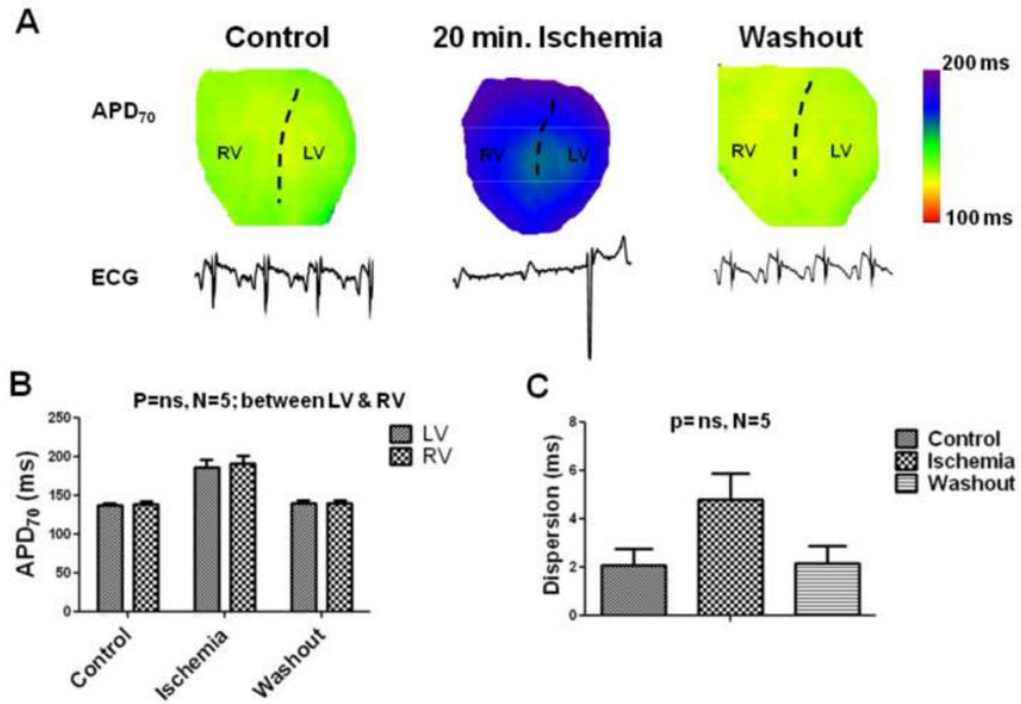 A
Control
20 min. Ischemia
Washout
200 ms
APD70
RV
LV
RV
LV
RV
LV
100 ms
ECG
B
P=ns, N=5; between LV & RV
250
200
150
100
50
0
APD70 (ms)
LV
RV
Control
Ischemia
Washout
C
p= ns, N=5
8
6
4
2
0
Dispersion (ms)
Control
Ischemia
Washout